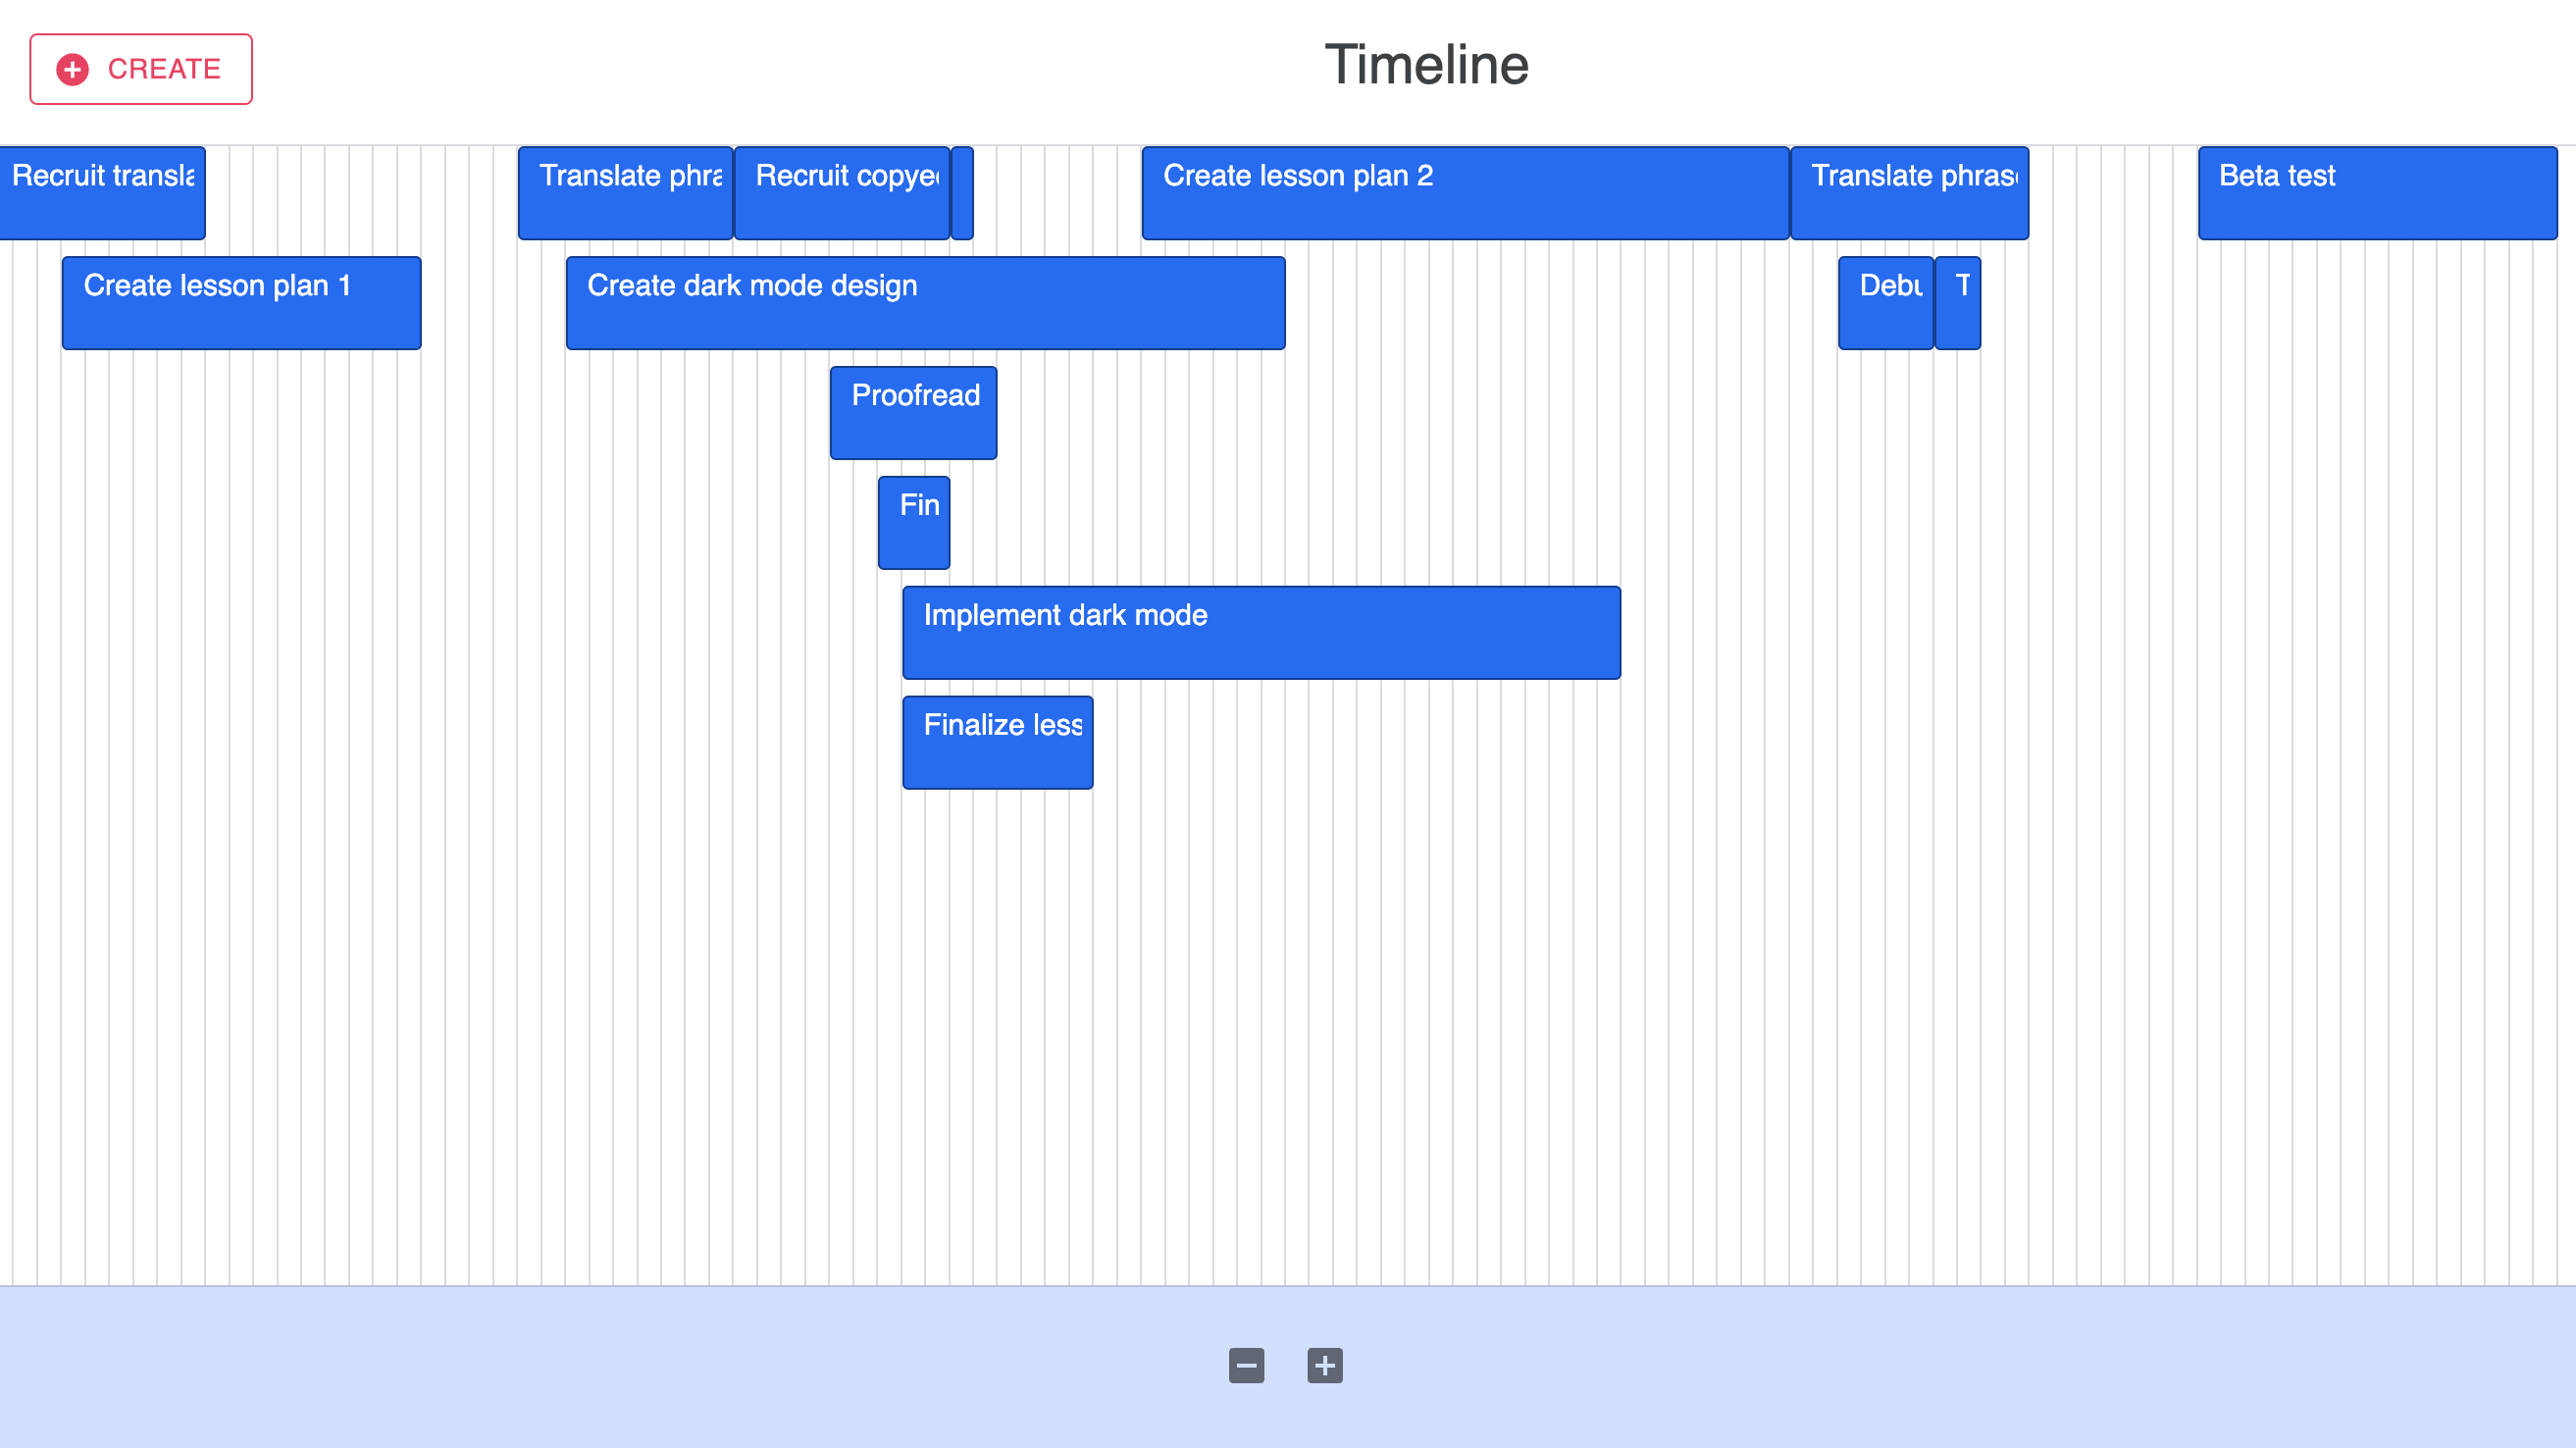 CREATE
Timeline
Recruit transla
Translate phra
Recruit copye
Create lesson plan 2
Translate phras
Beta test
Create lesson plan 1
Create dark mode design
Debu
T
Proofread
Fin
Implement dark mode
Finalize less